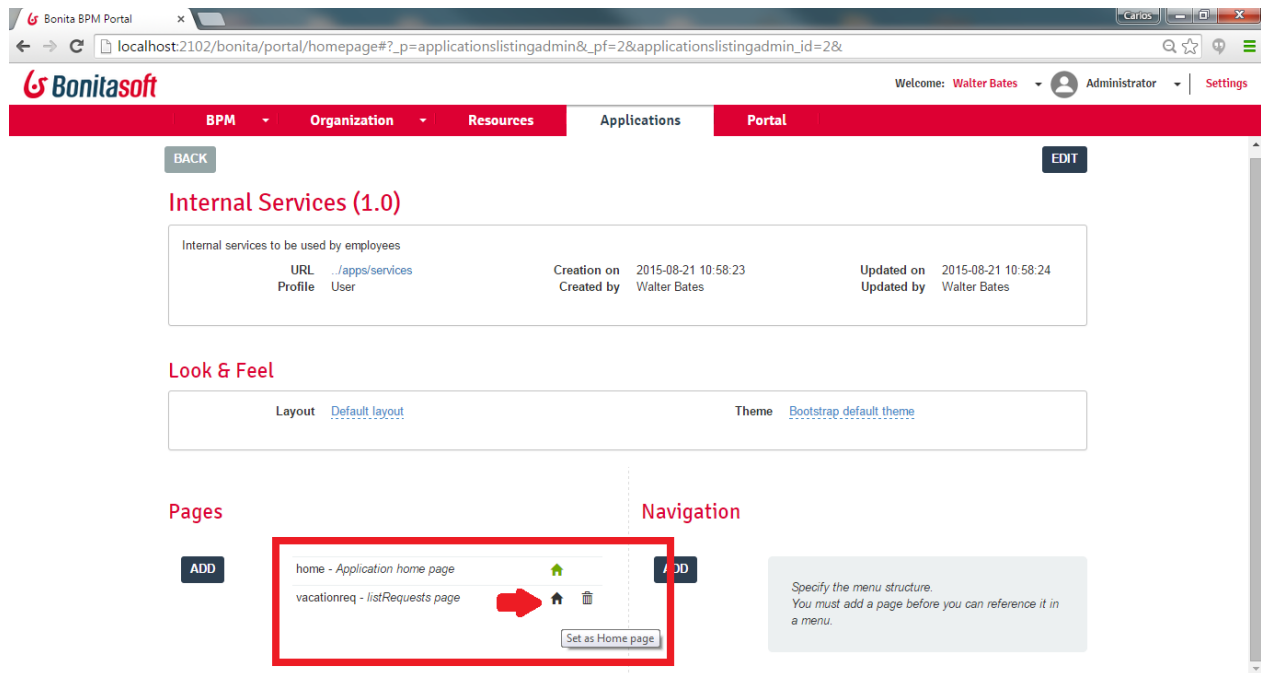 Bonita BPM Portal
Carlos
localhost:2102/bonita/portal/homepage#?_p=applicationslistingadmin&_pf=2&applicationslistingadmin_id=2&
Bonitasoft
Welcome: Walter Bates Administrator Settings
BPM Organization Resources Applications Portal
BACK EDIT
Internal Services (1.0)
Internal services to be used by employees
URL ../apps/services Creation on 2015-08-21 10:58:23 Updated on 2015-08-21 10:58:24
Profile User Created by Walter Bates Updated by Walter Bates
Look & Feel
Layout Default layout Theme Bootstrap default theme
Pages Navigation
ADD home - Application home page ADD
vacationreq - listRequests page
Set as Home page
Specify the menu structure.
You must add a page before you can reference it in
a menu.